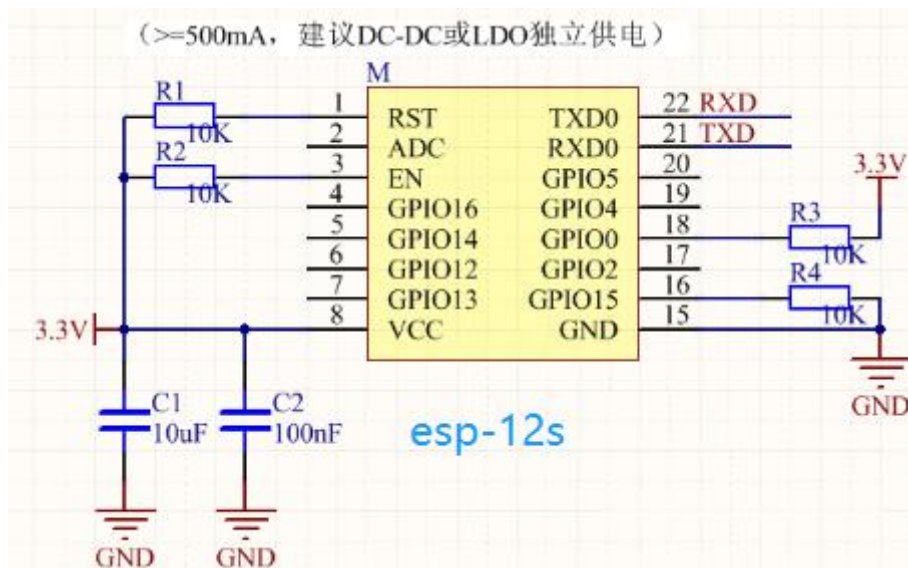 （>=500mA，建议DC-DC或LDO独立供电）
M
R1
10K
R2
10K
1 RST
2 ADC
3 EN
4 GPIO16
5 GPIO14
6 GPIO12
7 GPIO13
8 VCC
TXD0 22 RXD
RXD0 21 TXD
GPIO5 20
GPIO4 19
GPIO0 18
GPIO2 17
GPIO15 16
GND 15
3.3V
R3
10K
R4
10K
GND
3.3V
C1
10uF
C2
100nF
GND
GND
esp-12s